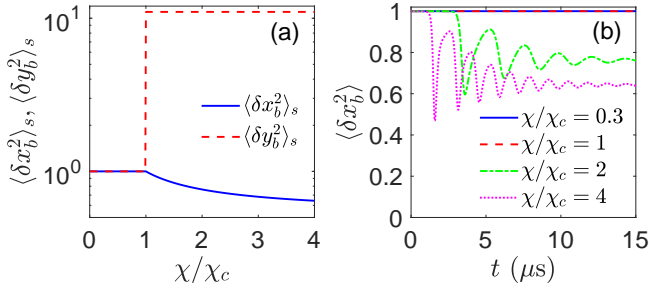 (a)
⟨δx_b^2⟩_s, ⟨δy_b^2⟩_s
10^1
10^0
⟨δx_b^2⟩_s
⟨δy_b^2⟩_s
0 1 2 3 4
χ/χ_c
(b)
⟨δx_b^2⟩
1
0.8
0.6
0.4
0.2
0
χ/χ_c = 0.3
χ/χ_c = 1
χ/χ_c = 2
χ/χ_c = 4
0 5 10 15
t (μs)